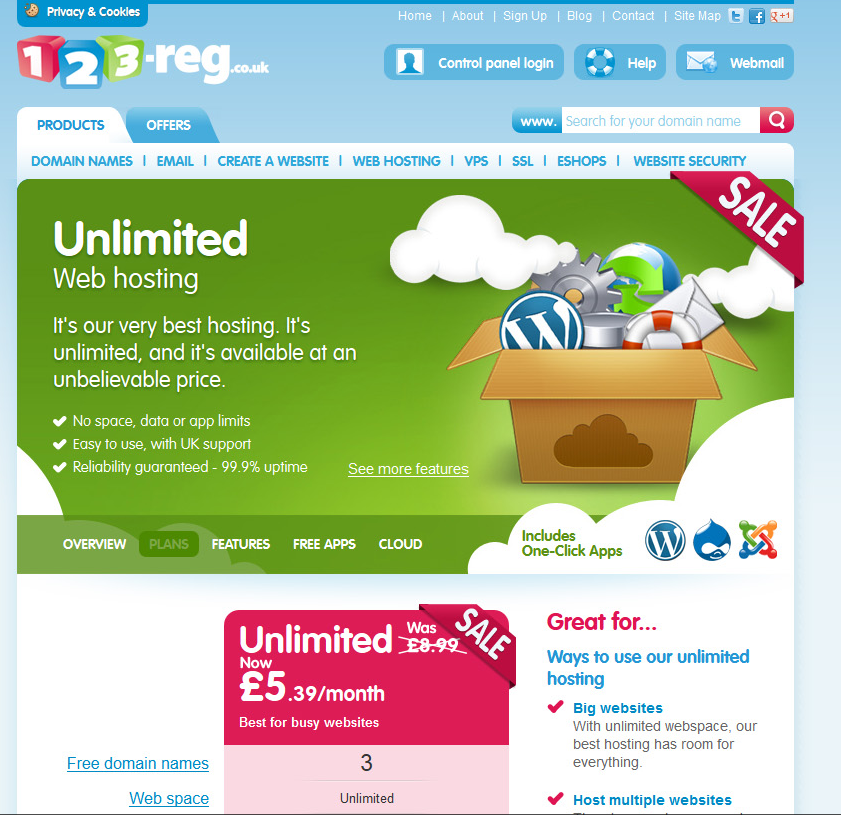 Privacy & Cookies
Home | About | Sign Up | Blog | Contact | Site Map
g +1
123-reg.co.uk
Control panel login
Help
Webmail
PRODUCTS
OFFERS
www. Search for your domain name
DOMAIN NAMES | EMAIL | CREATE A WEBSITE | WEB HOSTING | VPS | SSL | ESHOPS | WEBSITE SECURITY
SALE
Unlimited
Web hosting
It's our very best hosting. It's
unlimited, and it's available at an
unbelievable price.
No space, data or app limits
Easy to use, with UK support
Reliability guaranteed - 99.9% uptime
See more features
OVERVIEW PLANS FEATURES FREE APPS CLOUD
Includes
One-Click Apps
Unlimited Was £8.99
SALE
Now
£5.39/month
Best for busy websites
Free domain names 3
Web space Unlimited
Great for...
Ways to use our unlimited
hosting
Big websites
With unlimited webspace, our
best hosting has room for
everything.
Host multiple websites